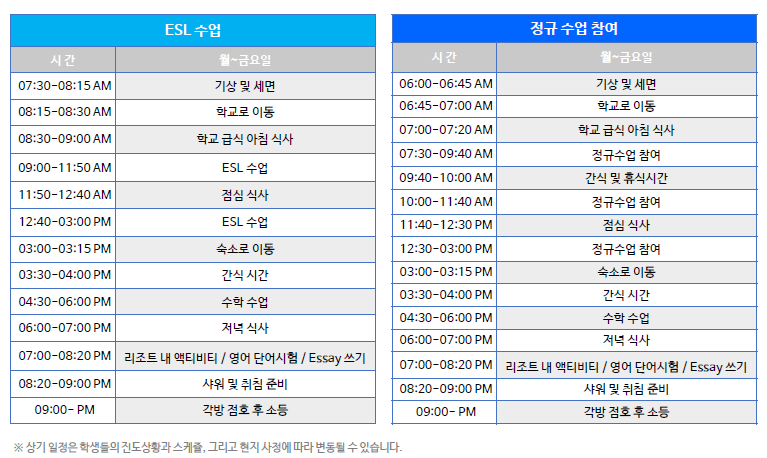 ESL 수업
시 간 월~금요일
07:30-08:15 AM 기상 및 세면
08:15-08:30 AM 학교로 이동
08:30-09:00 AM 학교 급식 아침 식사
09:00-11:50 AM ESL 수업
11:50-12:40 AM 점심 식사
12:40-03:00 PM ESL 수업
03:00-03:15 PM 숙소로 이동
03:30-04:00 PM 간식 시간
04:30-06:00 PM 수학 수업
06:00-07:00 PM 저녁 식사
07:00-08:20 PM 리조트 내 액티비티 / 영어 단어시험 / Essay 쓰기
08:20-09:00 PM 샤워 및 취침 준비
09:00- PM 각방 점호 후 소등
정규 수업 참여
시 간 월~금요일
06:00-06:45 AM 기상 및 세면
06:45-07:00 AM 학교로 이동
07:00-07:20 AM 학교 급식 아침 식사
07:30-09:40 AM 정규수업 참여
09:40-10:00 AM 간식 및 휴식시간
10:00-11:40 AM 정규수업 참여
11:40-12:30 PM 점심 식사
12:30-03:00 PM 정규수업 참여
03:00-03:15 PM 숙소로 이동
03:30-04:00 PM 간식 시간
04:30-06:00 PM 수학 수업
06:00-07:00 PM 저녁 식사
07:00-08:20 PM 리조트 내 액티비티 / 영어 단어시험 / Essay 쓰기
08:20-09:00 PM 샤워 및 취침 준비
09:00- PM 각방 점호 후 소등
※ 상기 일정은 학생들의 진도상황과 스케쥴, 그리고 현지 사정에 따라 변동될 수 있습니다.